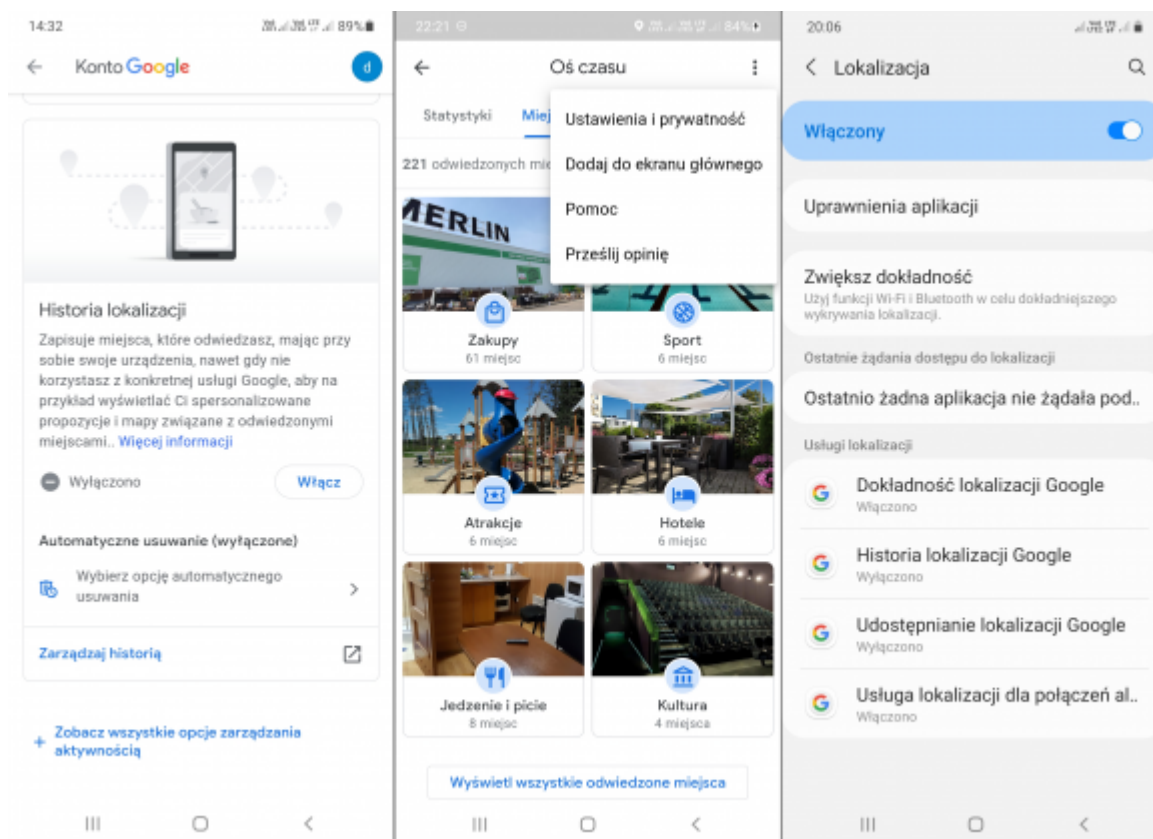 14:32
89%
Konto Google
d
Historia lokalizacji
Zapisuje miejsca, które odwiedzasz, mając przy
sobie swoje urządzenia, nawet gdy nie
korzystasz z konkretnej usługi Google, aby na
przykład wyświetlać Ci spersonalizowane
propozycje i mapy związane z odwiedzonymi
miejscami.. Więcej informacji
Wyłączono
Włącz
Automatyczne usuwanie (wyłączone)
Wybierz opcję automatycznego
usuwania
Zarządzaj historią
+ Zobacz wszystkie opcje zarządzania
aktywnością
22:21
84%
Oś czasu
Statystyki
Miej
Ustawienia i prywatność
Dodaj do ekranu głównego
Pomoc
Prześlij opinię
221 odwiedzonych mie
MERLIN
Zakupy
61 miejsc
Sport
6 miejsc
Atrakcje
6 miejsc
Hotele
6 miejsc
Jedzenie i picie
8 miejsc
Kultura
4 miejsca
Wyświetl wszystkie odwiedzone miejsca
20:06
Lokalizacja
Włączony
Uprawnienia aplikacji
Zwiększ dokładność
Użyj funkcji Wi-Fi i Bluetooth w celu dokładniejszego
wykrywania lokalizacji.
Ostatnie żądania dostępu do lokalizacji
Ostatnio żadna aplikacja nie żądała pod..
Usługi lokalizacji
G Dokładność lokalizacji Google
Włączono
G Historia lokalizacji Google
Wyłączono
G Udostępnianie lokalizacji Google
Wyłączono
G Usługa lokalizacji dla połączeń al..
Włączono